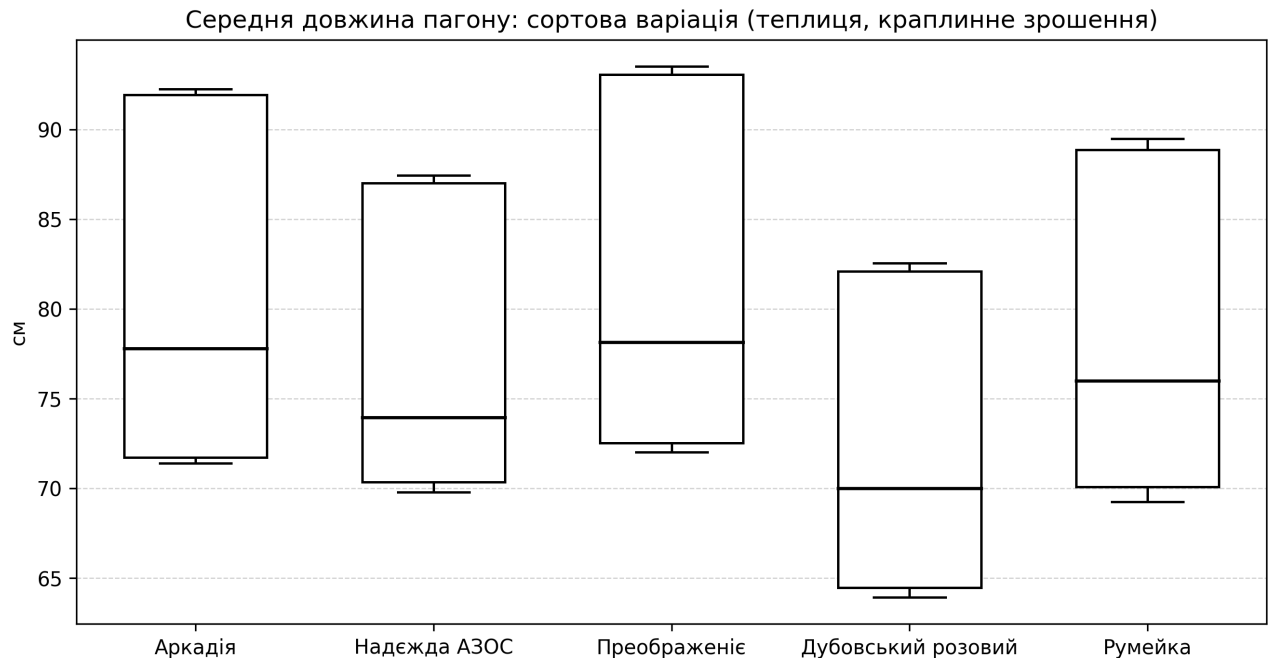 Середня довжина пагону: сортова варіація (теплиця, краплинне зрошення)
см
90
85
80
75
70
65
Аркадія
Надєжда АЗОС
Преображеніє
Дубовський розовий
Румейка